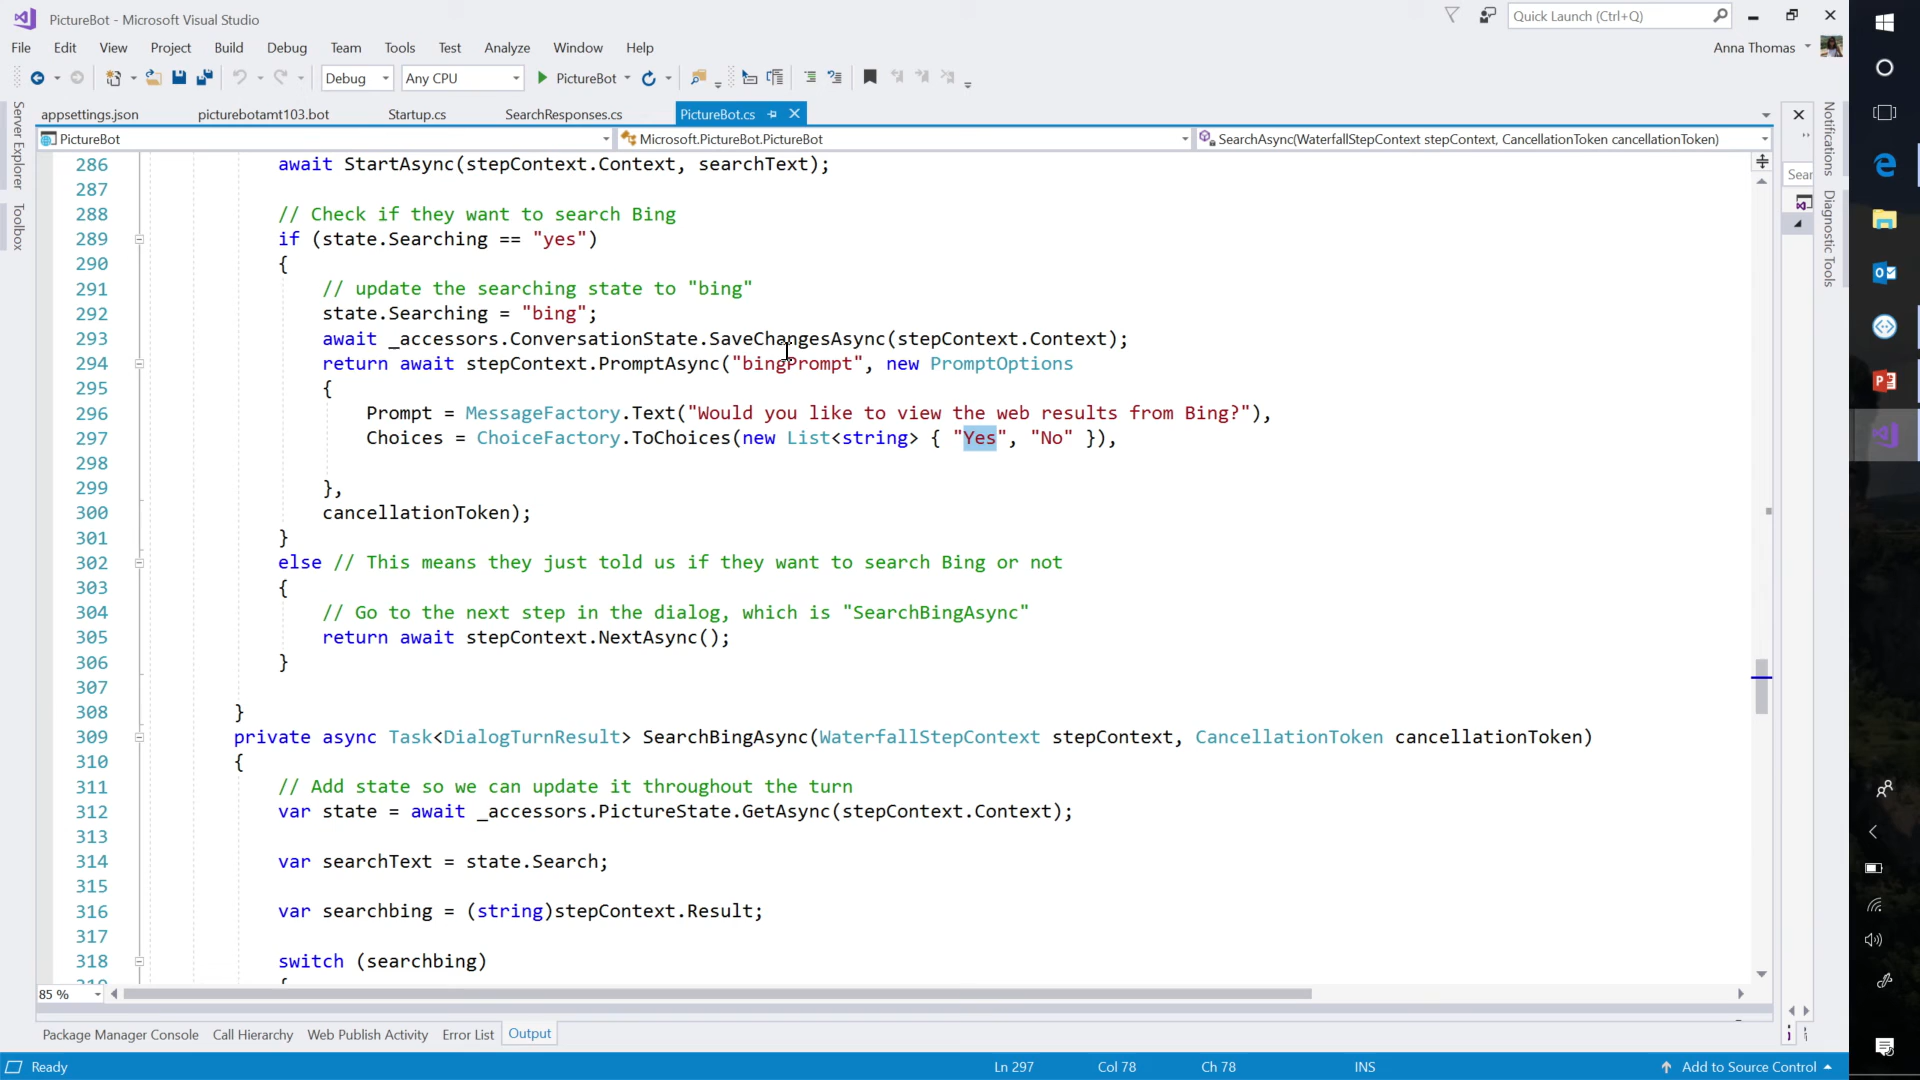 PictureBot - Microsoft Visual Studio
Quick Launch (Ctrl+Q)
File Edit View Project Build Debug Team Tools Test Analyze Window Help
Anna Thomas
Debug Any CPU PictureBot
appsettings.json picturebotamt103.bot Startup.cs SearchResponses.cs PictureBot.cs
PictureBot Microsoft.PictureBot.PictureBot SearchAsync(WaterfallStepContext stepContext, CancellationToken cancellationToken)
Server Explorer
Toolbox
Notifications
Diagnostic Tools
Sear
286 await StartAsync(stepContext.Context, searchText);
287
288 // Check if they want to search Bing
289 if (state.Searching == "yes")
290 {
291 // update the searching state to "bing"
292 state.Searching = "bing";
293 await _accessors.ConversationState.SaveChangesAsync(stepContext.Context);
294 return await stepContext.PromptAsync("bingPrompt", new PromptOptions
295 {
296 Prompt = MessageFactory.Text("Would you like to view the web results from Bing?"),
297 Choices = ChoiceFactory.ToChoices(new List<string> { "Yes", "No" }),
298
299 },
300 cancellationToken);
301 }
302 else // This means they just told us if they want to search Bing or not
303 {
304 // Go to the next step in the dialog, which is "SearchBingAsync"
305 return await stepContext.NextAsync();
306 }
307
308 }
309 private async Task<DialogTurnResult> SearchBingAsync(WaterfallStepContext stepContext, CancellationToken cancellationToken)
310 {
311 // Add state so we can update it throughout the turn
312 var state = await _accessors.PictureState.GetAsync(stepContext.Context);
313
314 var searchText = state.Search;
315
316 var searchbing = (string)stepContext.Result;
317
318 switch (searchbing)
319 {
85 %
Package Manager Console Call Hierarchy Web Publish Activity Error List Output
Ready Ln 297 Col 78 Ch 78 INS Add to Source Control